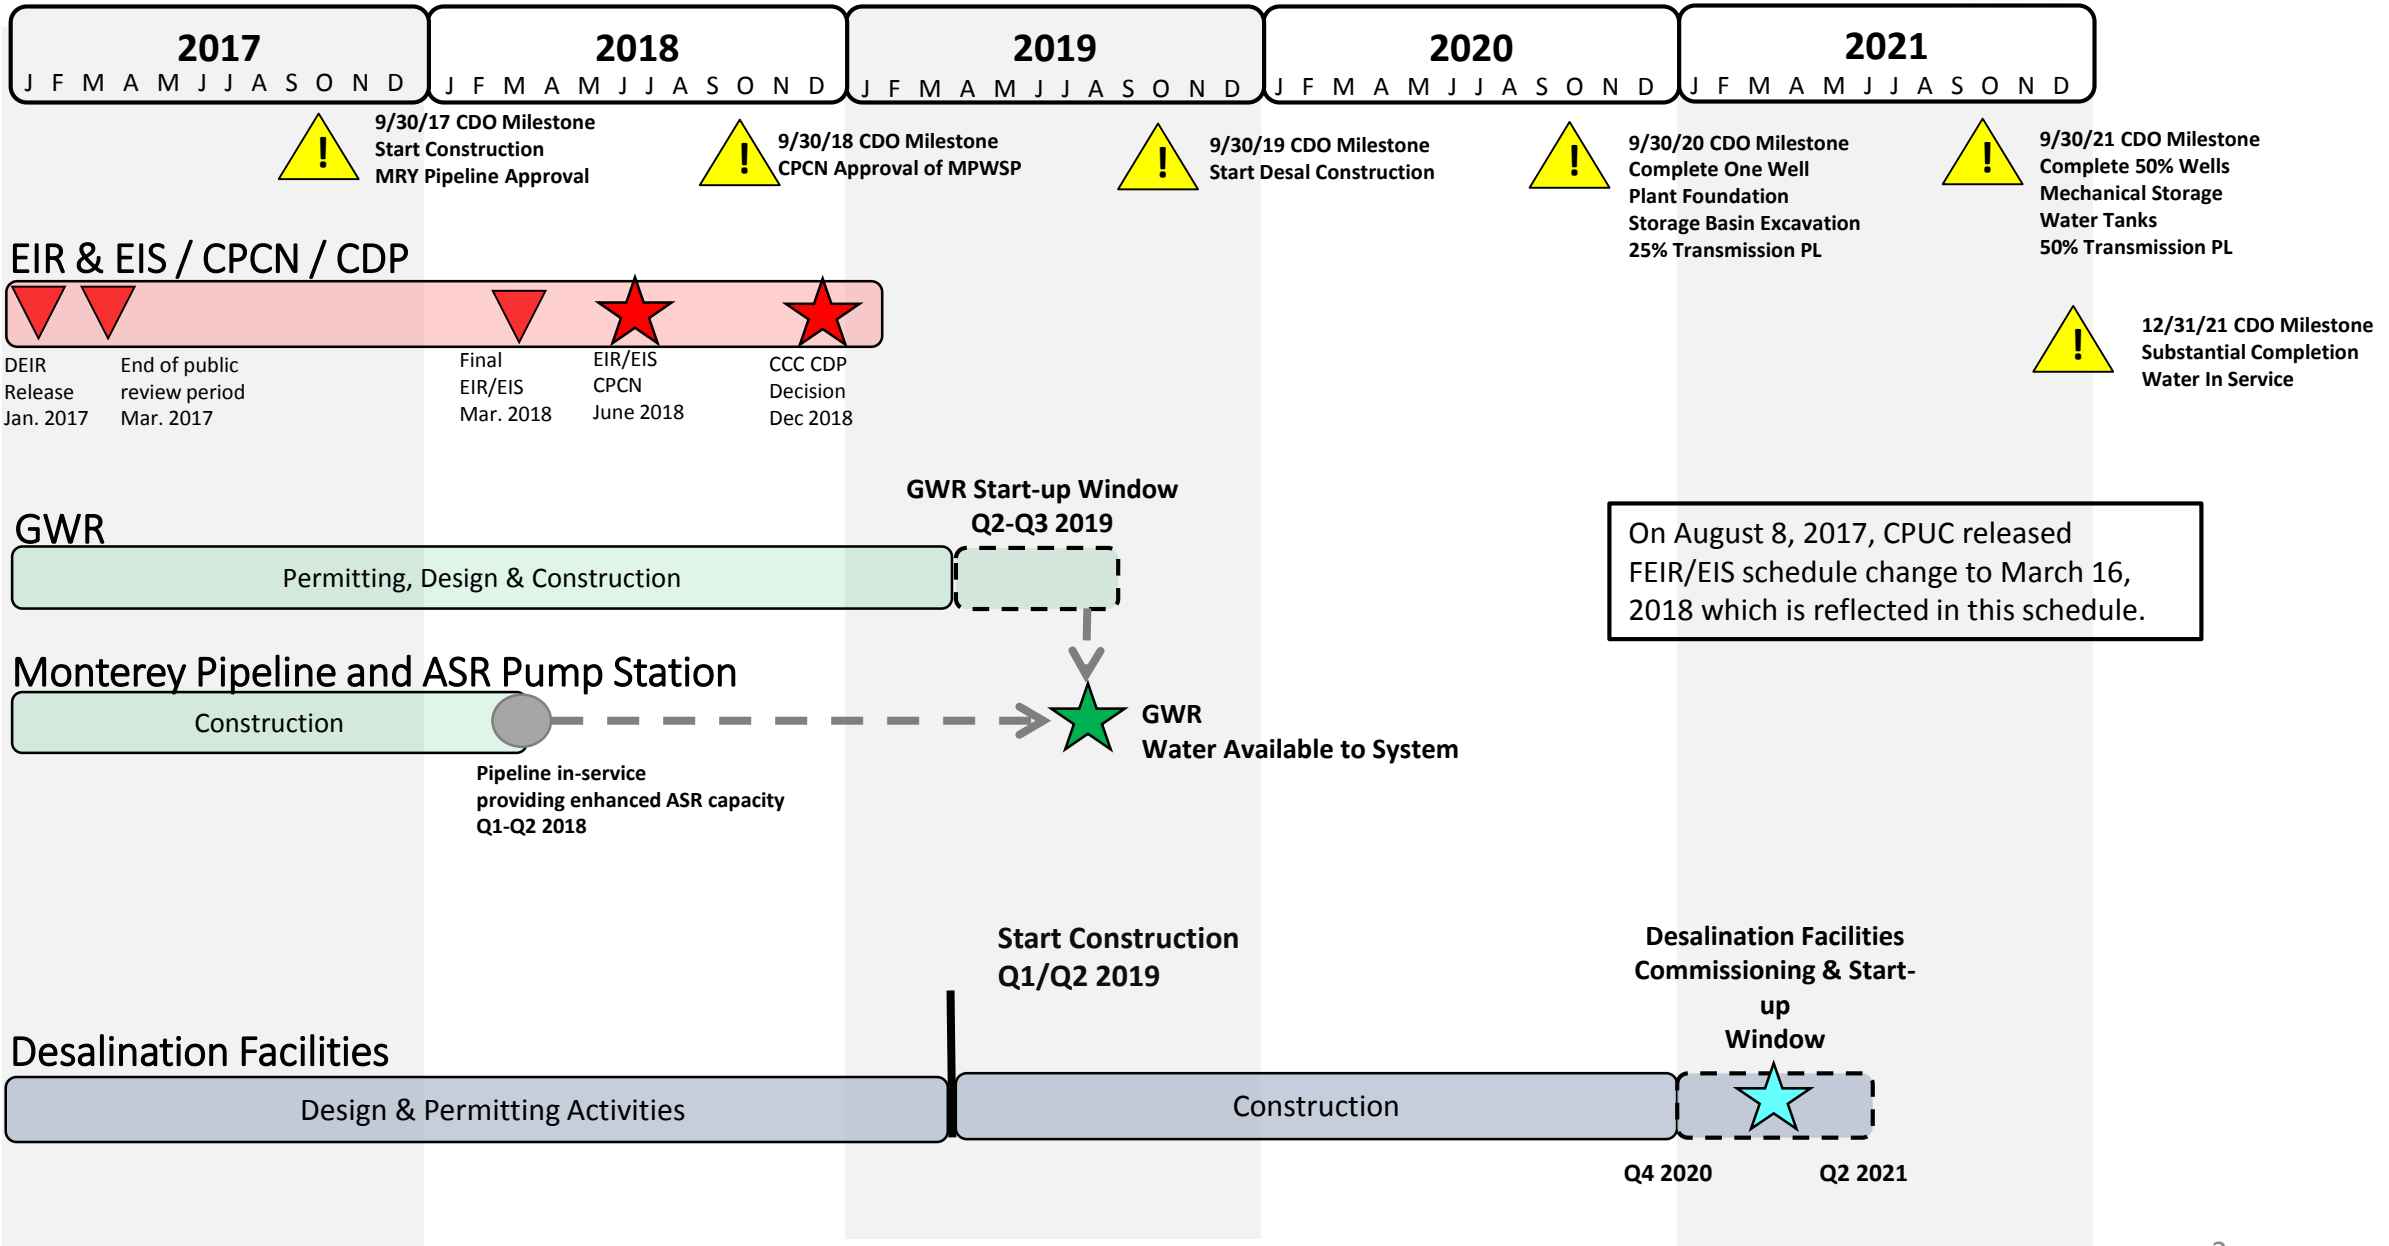 2017
J F M A M J J A S O N D
2018
J F M A M J J A S O N D
2019
J F M A M J J A S O N D
2020
J F M A M J J A S O N D
2021
J F M A M J J A S O N D
!
9/30/17 CDO Milestone
Start Construction
MRY Pipeline Approval
!
9/30/18 CDO Milestone
CPCN Approval of MPWSP
!
9/30/19 CDO Milestone
Start Desal Construction
!
9/30/20 CDO Milestone
Complete One Well
Plant Foundation
Storage Basin Excavation
25% Transmission PL
!
9/30/21 CDO Milestone
Complete 50% Wells
Mechanical Storage
Water Tanks
50% Transmission PL
!
12/31/21 CDO Milestone
Substantial Completion
Water In Service
EIR & EIS / CPCN / CDP
DEIR
Release
Jan. 2017
End of public
review period
Mar. 2017
Final
EIR/EIS
Mar. 2018
EIR/EIS
CPCN
June 2018
CCC CDP
Decision
Dec 2018
GWR Start-up Window
Q2-Q3 2019
GWR
Permitting, Design & Construction
On August 8, 2017, CPUC released
FEIR/EIS schedule change to March 16,
2018 which is reflected in this schedule.
Monterey Pipeline and ASR Pump Station
Construction
GWR
Water Available to System
Pipeline in-service
providing enhanced ASR capacity
Q1-Q2 2018
Start Construction
Q1/Q2 2019
Desalination Facilities
Commissioning & Start-
up
Window
Desalination Facilities
Design & Permitting Activities
Construction
Q4 2020
Q2 2021